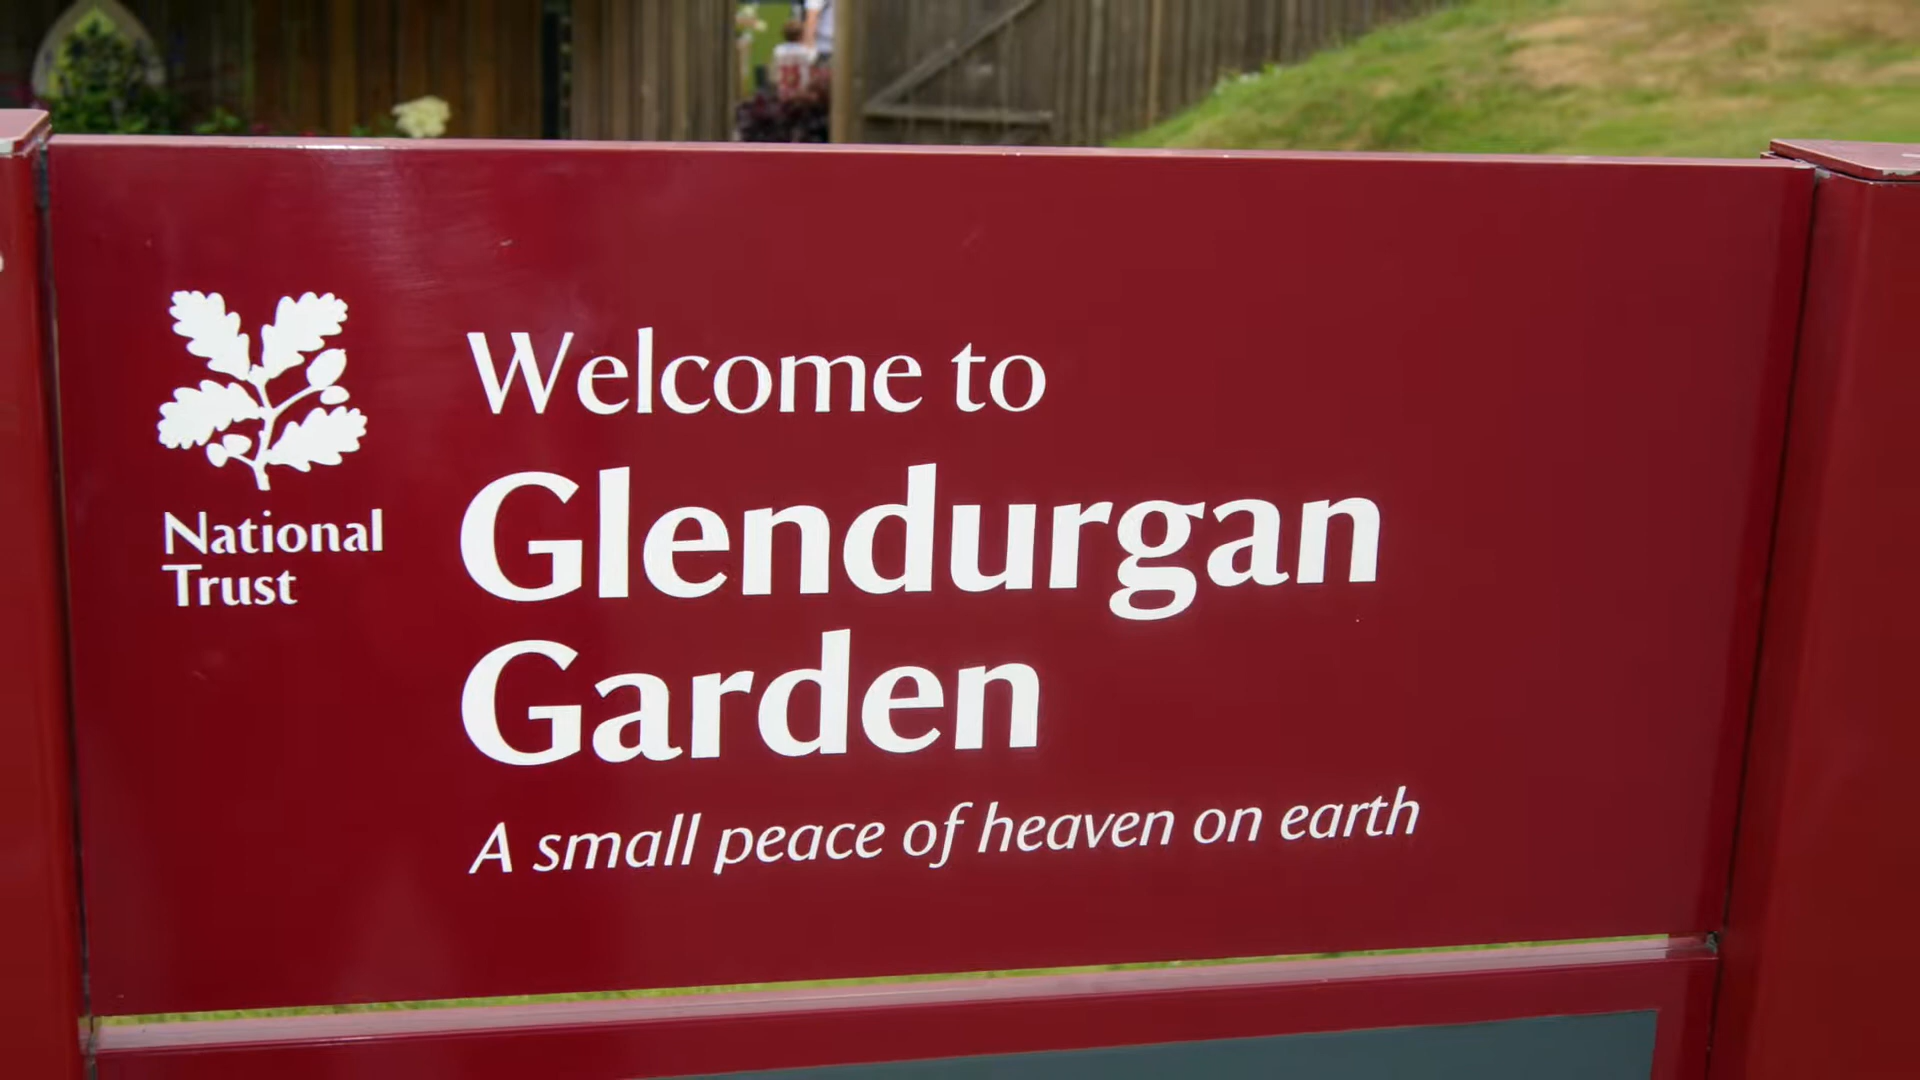 National
Trust
Welcome to
Glendurgan
Garden
A small peace of heaven on earth